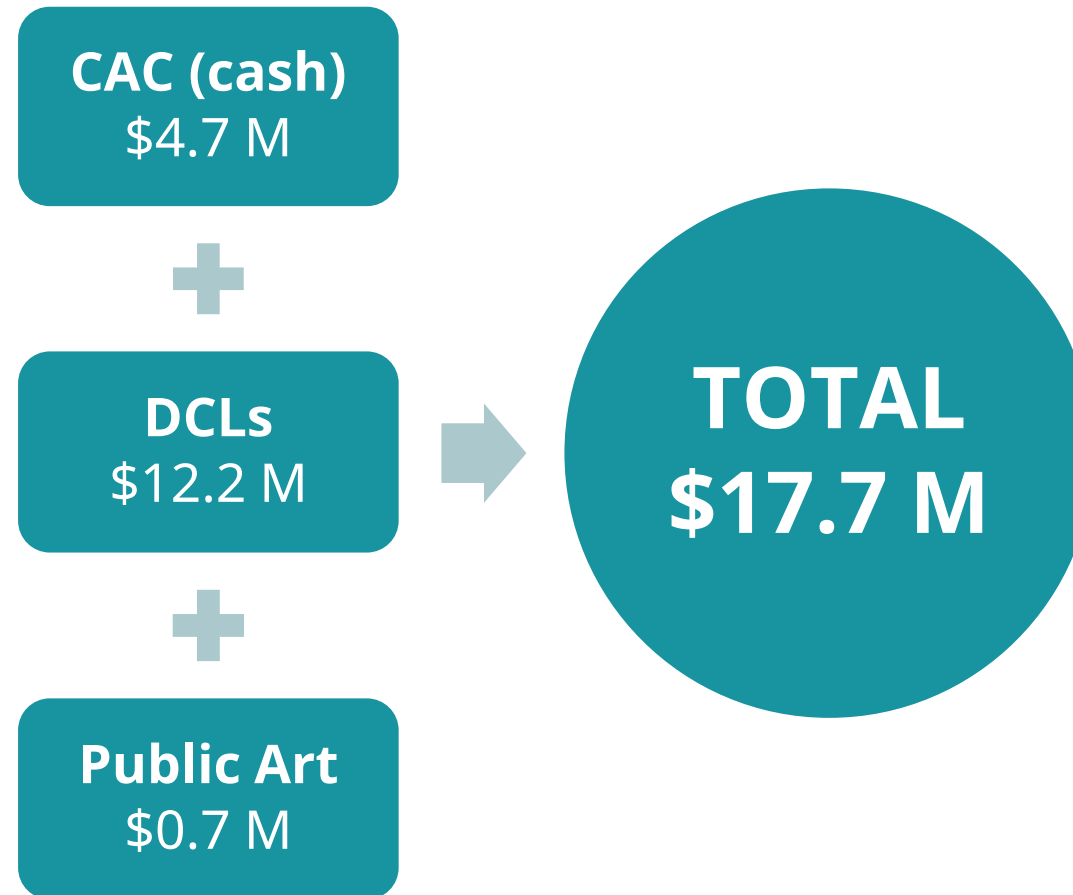 CAC (cash)
$4.7 M
DCLs
$12.2 M
Public Art
$0.7 M
TOTAL
$17.7 M